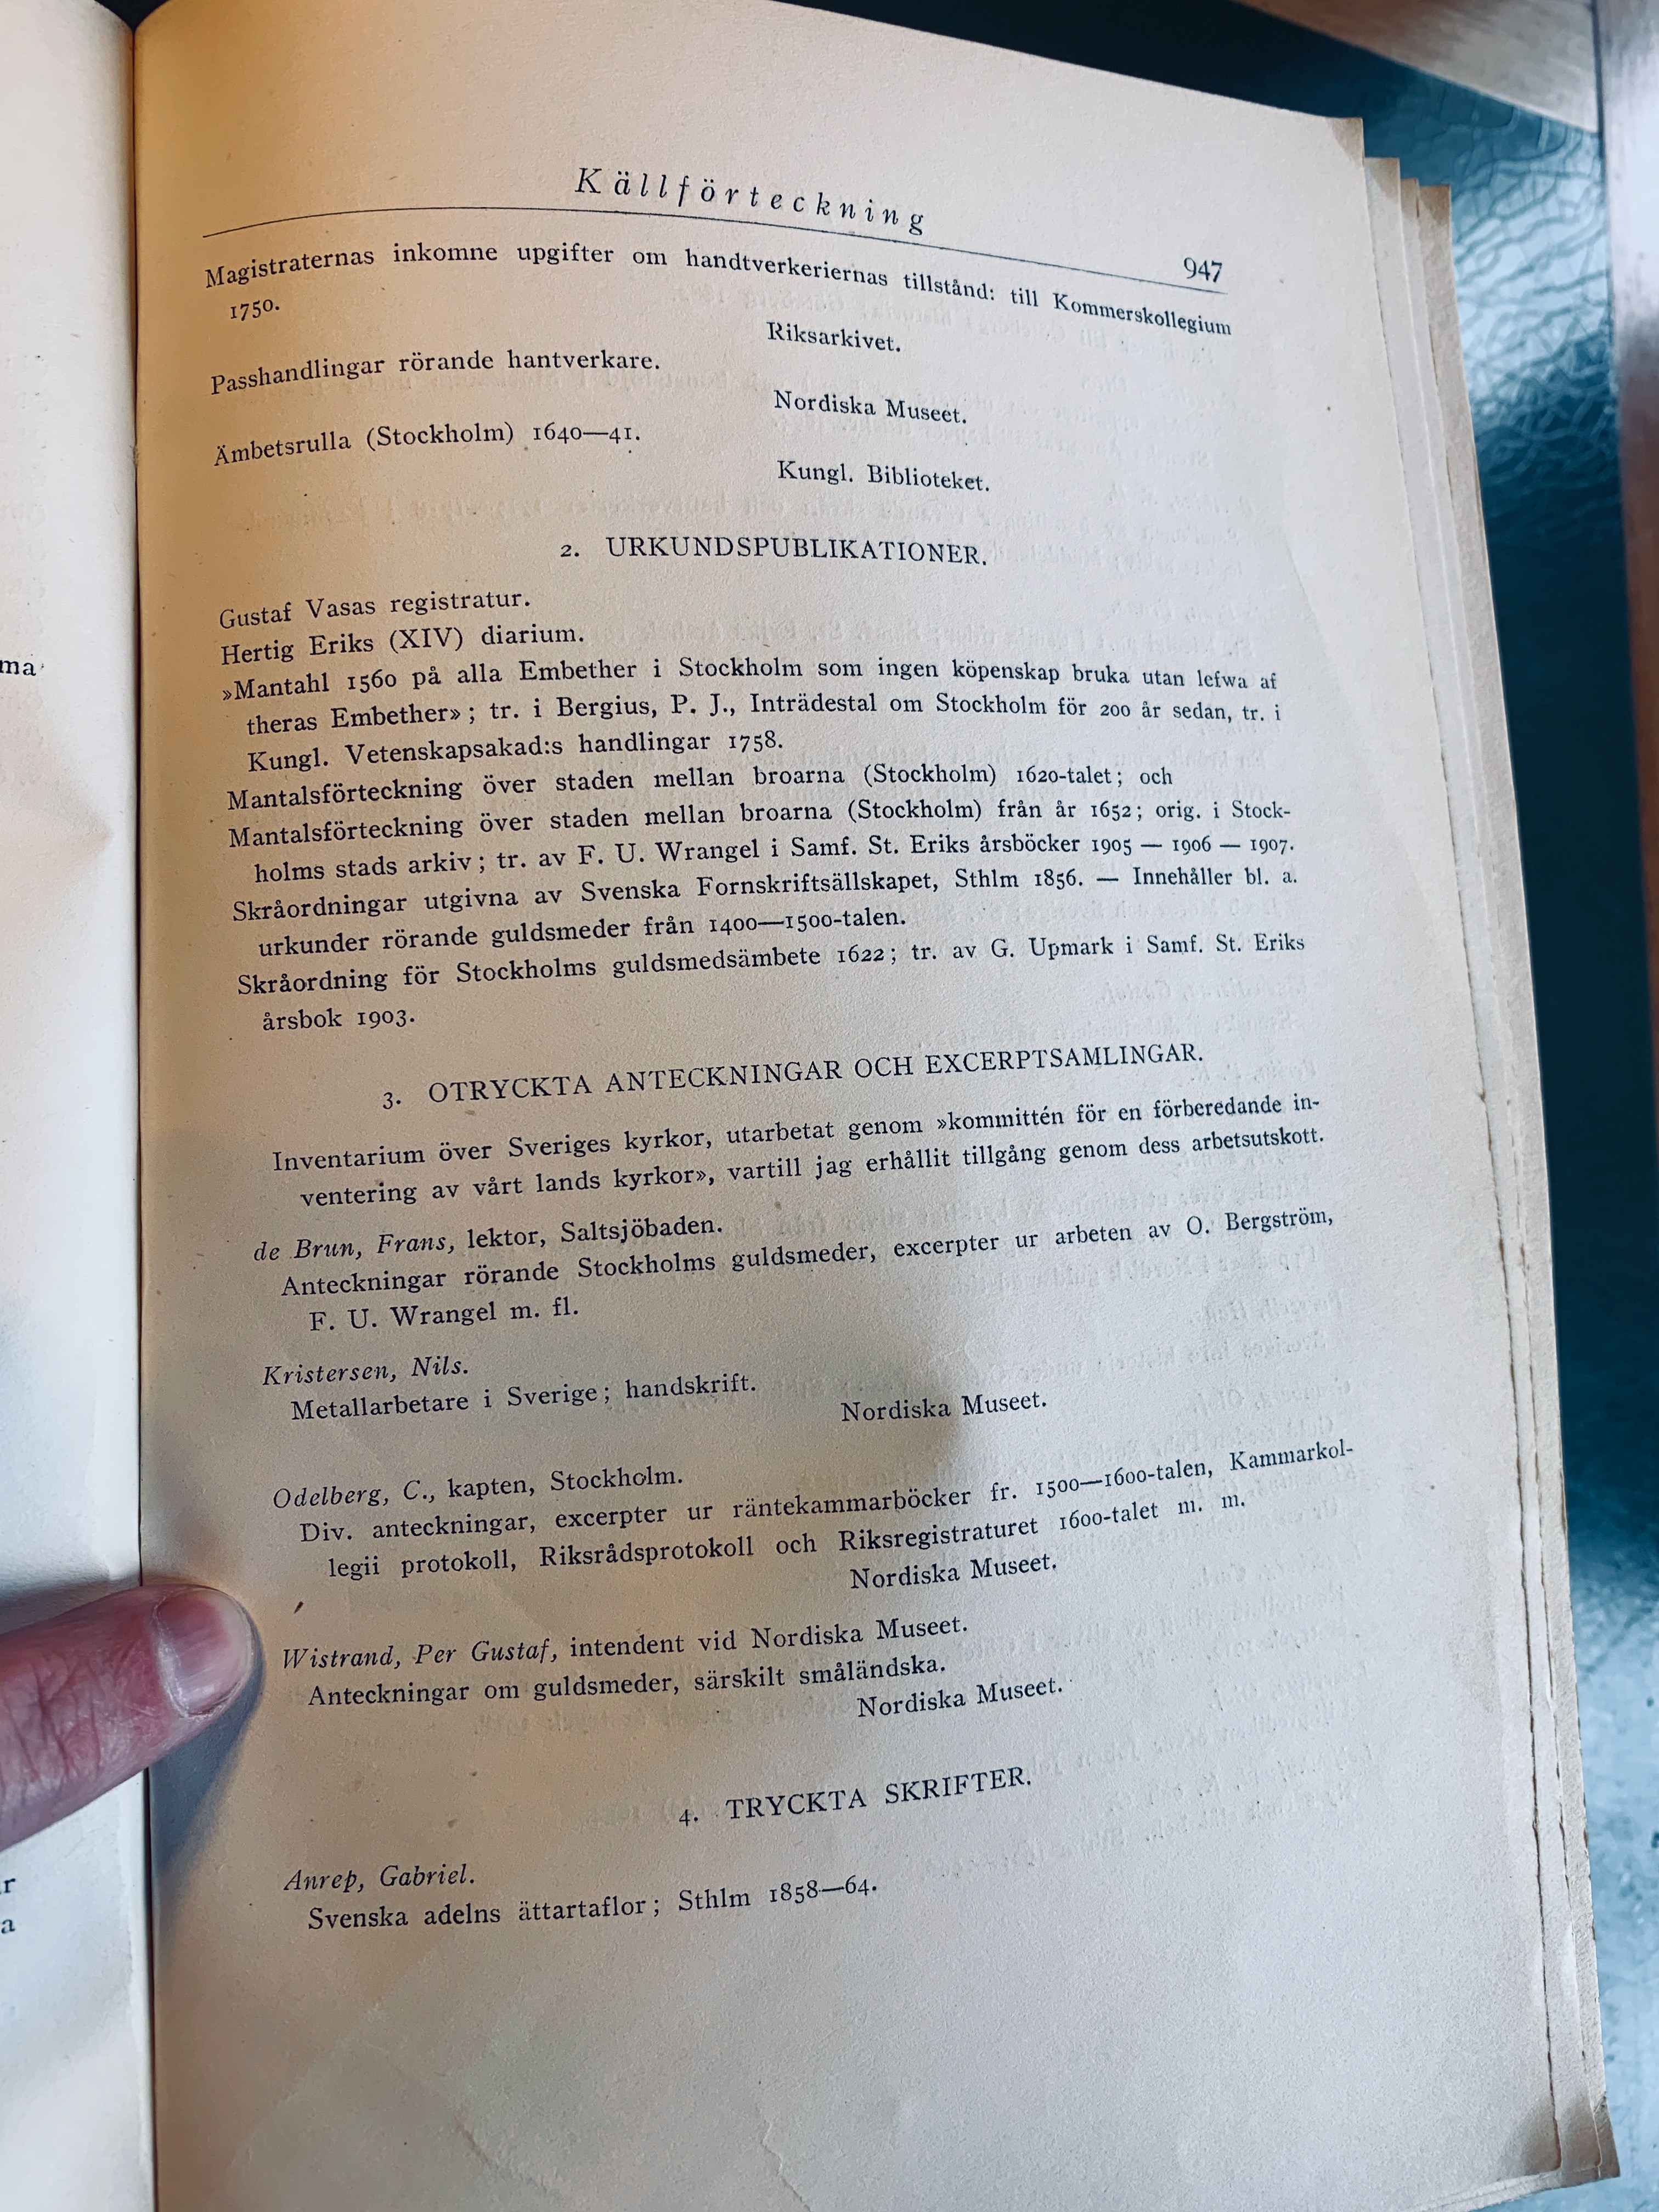 Källförteckning
947
Magistraternas inkomne upgifter om handtverkeriernas tillstånd: till Kommerskollegium
1750.
Riksarkivet.
Passhandlingar rörande hantverkare.
Nordiska Museet.
Ämbetsrulla (Stockholm) 1640—41.
Kungl. Biblioteket.
2. URKUNDSPUBLIKATIONER.
Gustaf Vasas registratur.
Hertig Eriks (XIV) diarium.
»Mantahl 1560 på alla Embether i Stockholm som ingen köpenskap bruka utan lefwa af
theras Embether»; tr. i Bergius, P. J., Inträdestal om Stockholm för 200 år sedan, tr. i
Kungl. Vetenskapsakad:s handlingar 1758.
Mantalsförteckning över staden mellan broarna (Stockholm) 1620-talet; och
Mantalsförteckning över staden mellan broarna (Stockholm) från år 1652; orig. i Stock-
holms stads arkiv; tr. av F. U. Wrangel i Samf. St. Eriks årsböcker 1905 — 1906 — 1907.
Skråordningar utgivna av Svenska Fornskriftsällskapet, Sthlm 1856. — Innehåller bl. a.
urkunder rörande guldsmeder från 1400—1500-talen.
Skråordning för Stockholms guldsmedsämbete 1622; tr. av G. Upmark i Samf. St. Eriks
årsbok 1903.
3. OTRYCKTA ANTECKNINGAR OCH EXCERPTSAMLINGAR.
Inventarium över Sveriges kyrkor, utarbetat genom »kommittén för en förberedande in-
ventering av vårt lands kyrkor», vartill jag erhållit tillgång genom dess arbetsutskott.
de Brun, Frans, lektor, Saltsjöbaden.
Anteckningar rörande Stockholms guldsmeder, excerpter ur arbeten av O. Bergström,
F. U. Wrangel m. fl.
Kristersen, Nils.
Metallarbetare i Sverige; handskrift.
Nordiska Museet.
Odelberg, C., kapten, Stockholm.
Div. anteckningar, excerpter ur räntekammarböcker fr. 1500—1600-talen, Kammarkol-
legii protokoll, Riksrådsprotokoll och Riksregistraturet 1600-talet m. m.
Nordiska Museet.
Wistrand, Per Gustaf, intendent vid Nordiska Museet.
Anteckningar om guldsmeder, särskilt småländska.
Nordiska Museet.
4. TRYCKTA SKRIFTER.
Anrep, Gabriel.
Svenska adelns ättartaflor; Sthlm 1858—64.